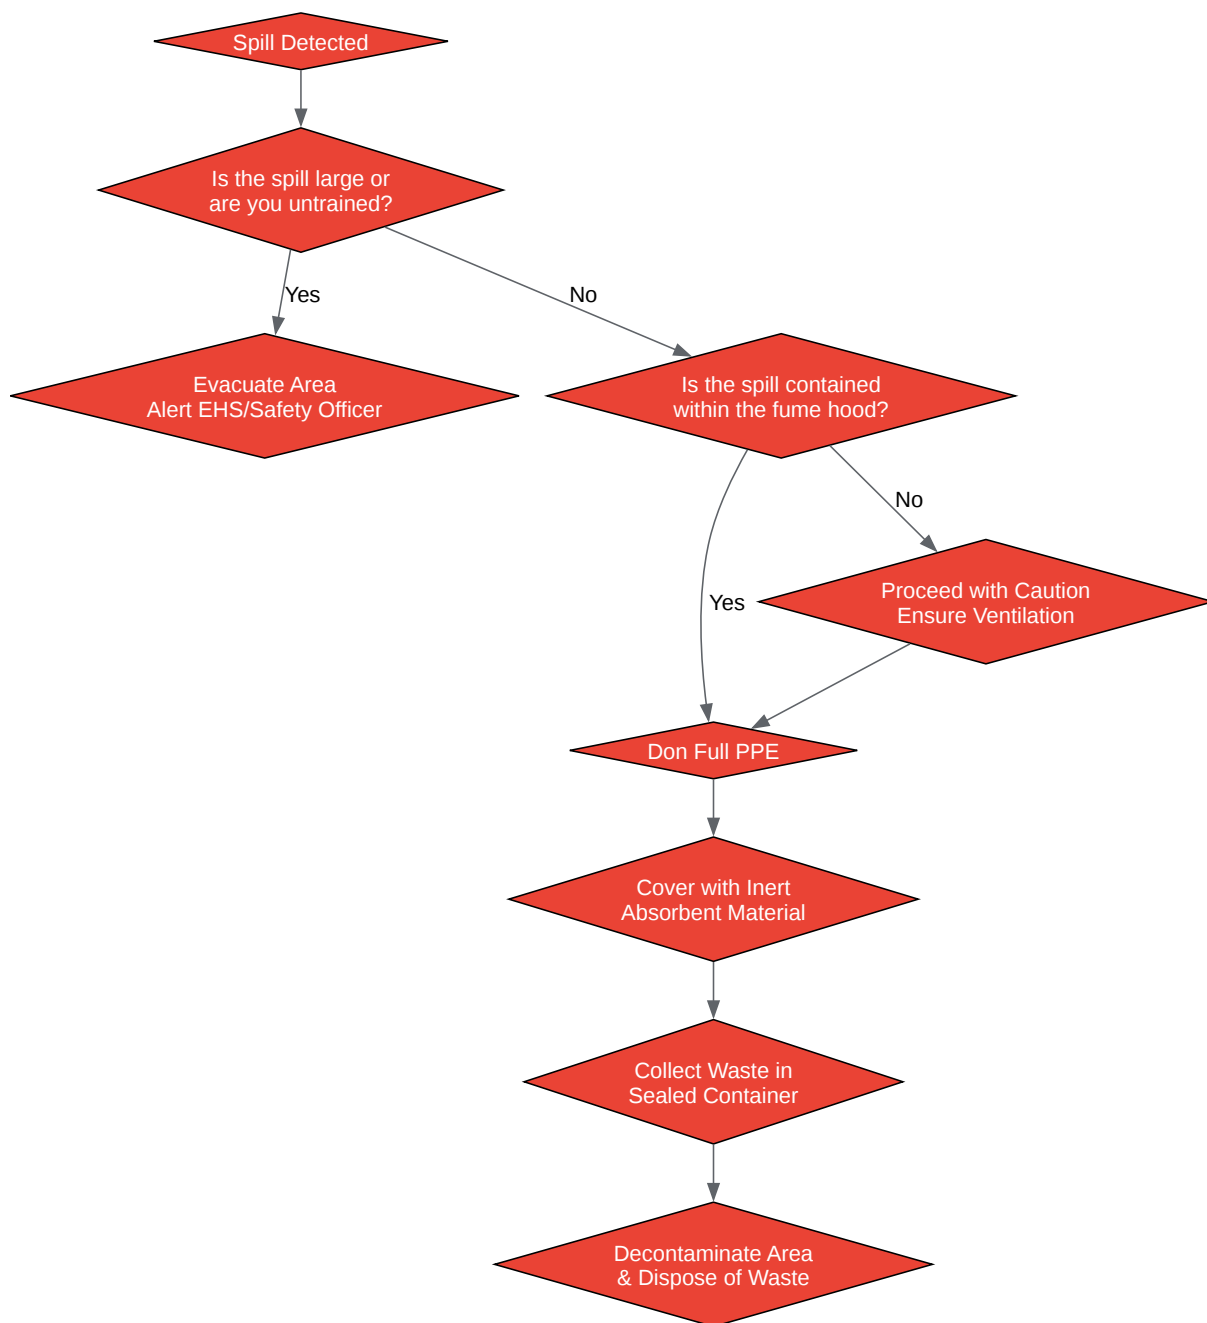 Spill Detected
Is the spill large or
are you untrained?
Yes
No
Evacuate Area
Alert EHS/Safety Officer
Is the spill contained
within the fume hood?
No
Yes
Proceed with Caution
Ensure Ventilation
Don Full PPE
Cover with Inert
Absorbent Material
Collect Waste in
Sealed Container
Decontaminate Area
& Dispose of Waste